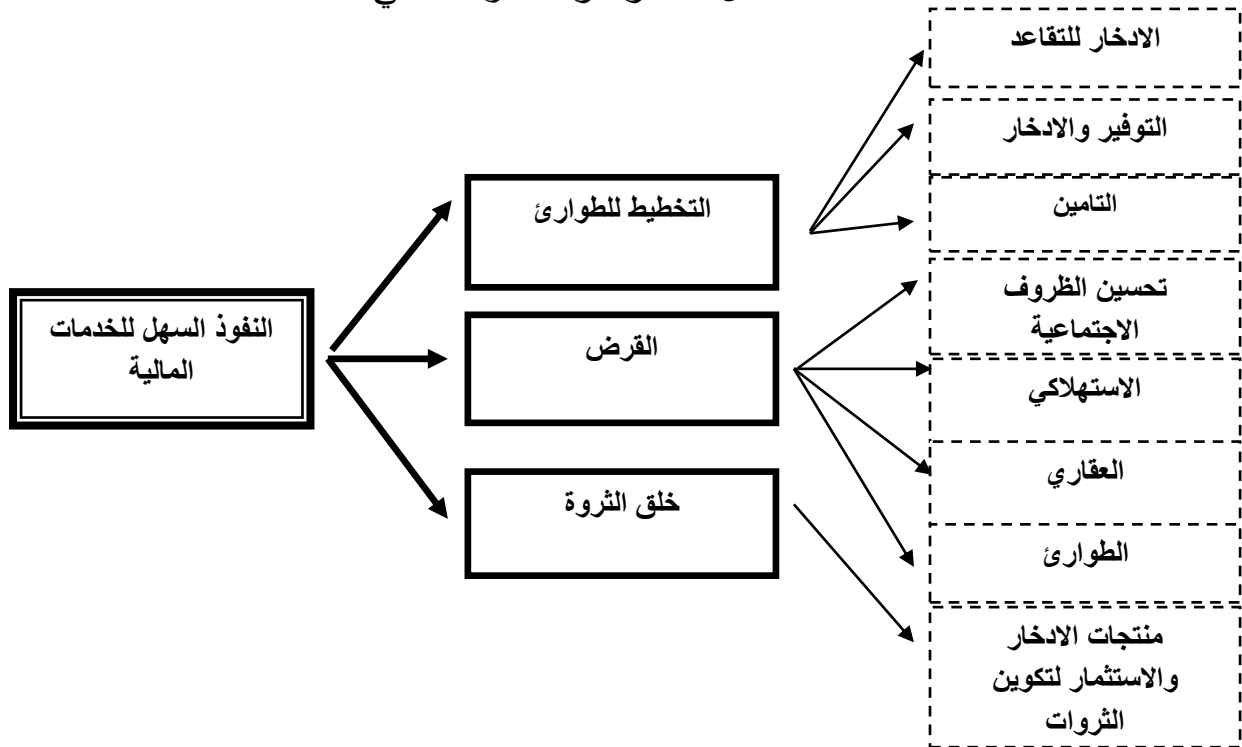 الادخار للتقاعد
التوفير والادخار
التخطيط للطوارئ
التامين
النفوذ السهل للخدمات
المالية
القرض
تحسين الظروف
الاجتماعية
الاستهلاكي
العقاري
خلق الثروة
الطوارئ
منتجات الادخار
والاستثمار لتكوين
الثروات